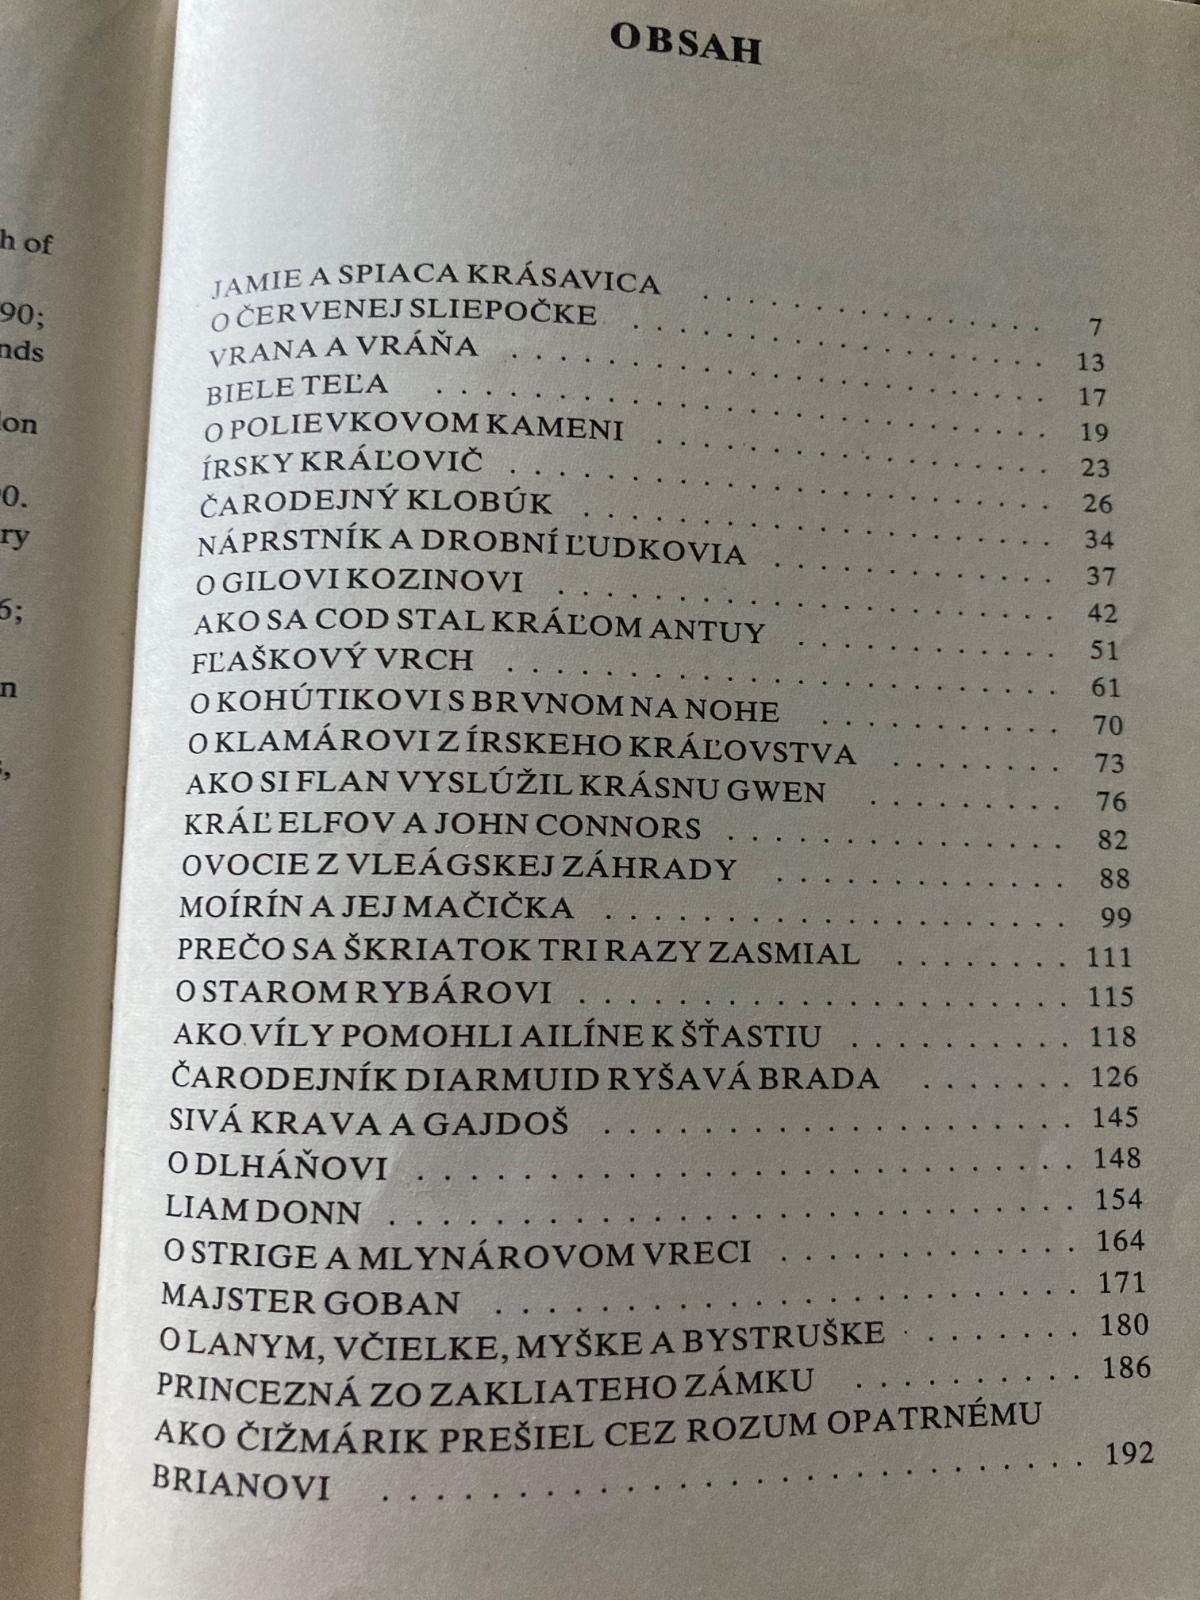 h of
90;
nds
lon
0.
ry
6;
n
s,
OBSAH
JAMIE A SPIACA KRÁSAVICA . . . . . . . . . . . . . . 7
O ČERVENEJ SLIEPOČKE . . . . . . . . . . . . . . . . 13
VRANA A VRÁŇA . . . . . . . . . . . . . . . . . . . . 17
BIELE TEĽA . . . . . . . . . . . . . . . . . . . . . . . 19
O POLIEVKOVOM KAMENI . . . . . . . . . . . . . . . . 23
ÍRSKY KRÁĽOVIČ . . . . . . . . . . . . . . . . . . . . 26
ČARODEJNÝ KLOBÚK . . . . . . . . . . . . . . . . . . 34
NÁPRSTNÍK A DROBNÍ ĽUDKOVIA . . . . . . . . . . . . 37
O GILOVI KOZINOVI . . . . . . . . . . . . . . . . . . . 42
AKO SA COD STAL KRÁĽOM ANTUY . . . . . . . . . . . 51
FĽAŠKOVÝ VRCH . . . . . . . . . . . . . . . . . . . . . 61
O KOHÚTIKOVI S BRVNOM NA NOHE . . . . . . . . . . 70
O KLAMÁROVI Z ÍRSKEHO KRÁĽOVSTVA . . . . . . . . 73
AKO SI FLAN VYSLÚŽIL KRÁSNU GWEN . . . . . . . . 76
KRÁĽ ELFOV A JOHN CONNORS . . . . . . . . . . . . . 82
OVOCIE Z VLEÁGSKEJ ZÁHRADY . . . . . . . . . . . . 88
MOÍRÍN A JEJ MAČIČKA . . . . . . . . . . . . . . . . . . 99
PREČO SA ŠKRIATOK TRI RAZY ZASMIAL . . . . . . . . 111
O STAROM RYBÁROVI . . . . . . . . . . . . . . . . . . . 115
AKO VÍLY POMOHLI AILÍNE K ŠŤASTIU . . . . . . . . . 118
ČARODEJNÍK DIARMUID RYŠAVÁ BRADA . . . . . . . 126
SIVÁ KRAVA A GAJDOŠ . . . . . . . . . . . . . . . . . . 145
O DLHÁŇOVI . . . . . . . . . . . . . . . . . . . . . . . . 148
LIAM DONN . . . . . . . . . . . . . . . . . . . . . . . . . 154
O STRIGE A MLYNÁROVOM VRECI . . . . . . . . . . . . 164
MAJSTER GOBAN . . . . . . . . . . . . . . . . . . . . . . 171
O LANYM, VČIELKE, MYŠKE A BYSTRUŠKE . . . . . . . 180
PRINCEZNÁ ZO ZAKLIATEHO ZÁMKU . . . . . . . . . . 186
AKO ČIŽMÁRIK PREŠIEL CEZ ROZUM OPATRNÉMU
BRIANOVI . . . . . . . . . . . . . . . . . . . . . . . . . . 192